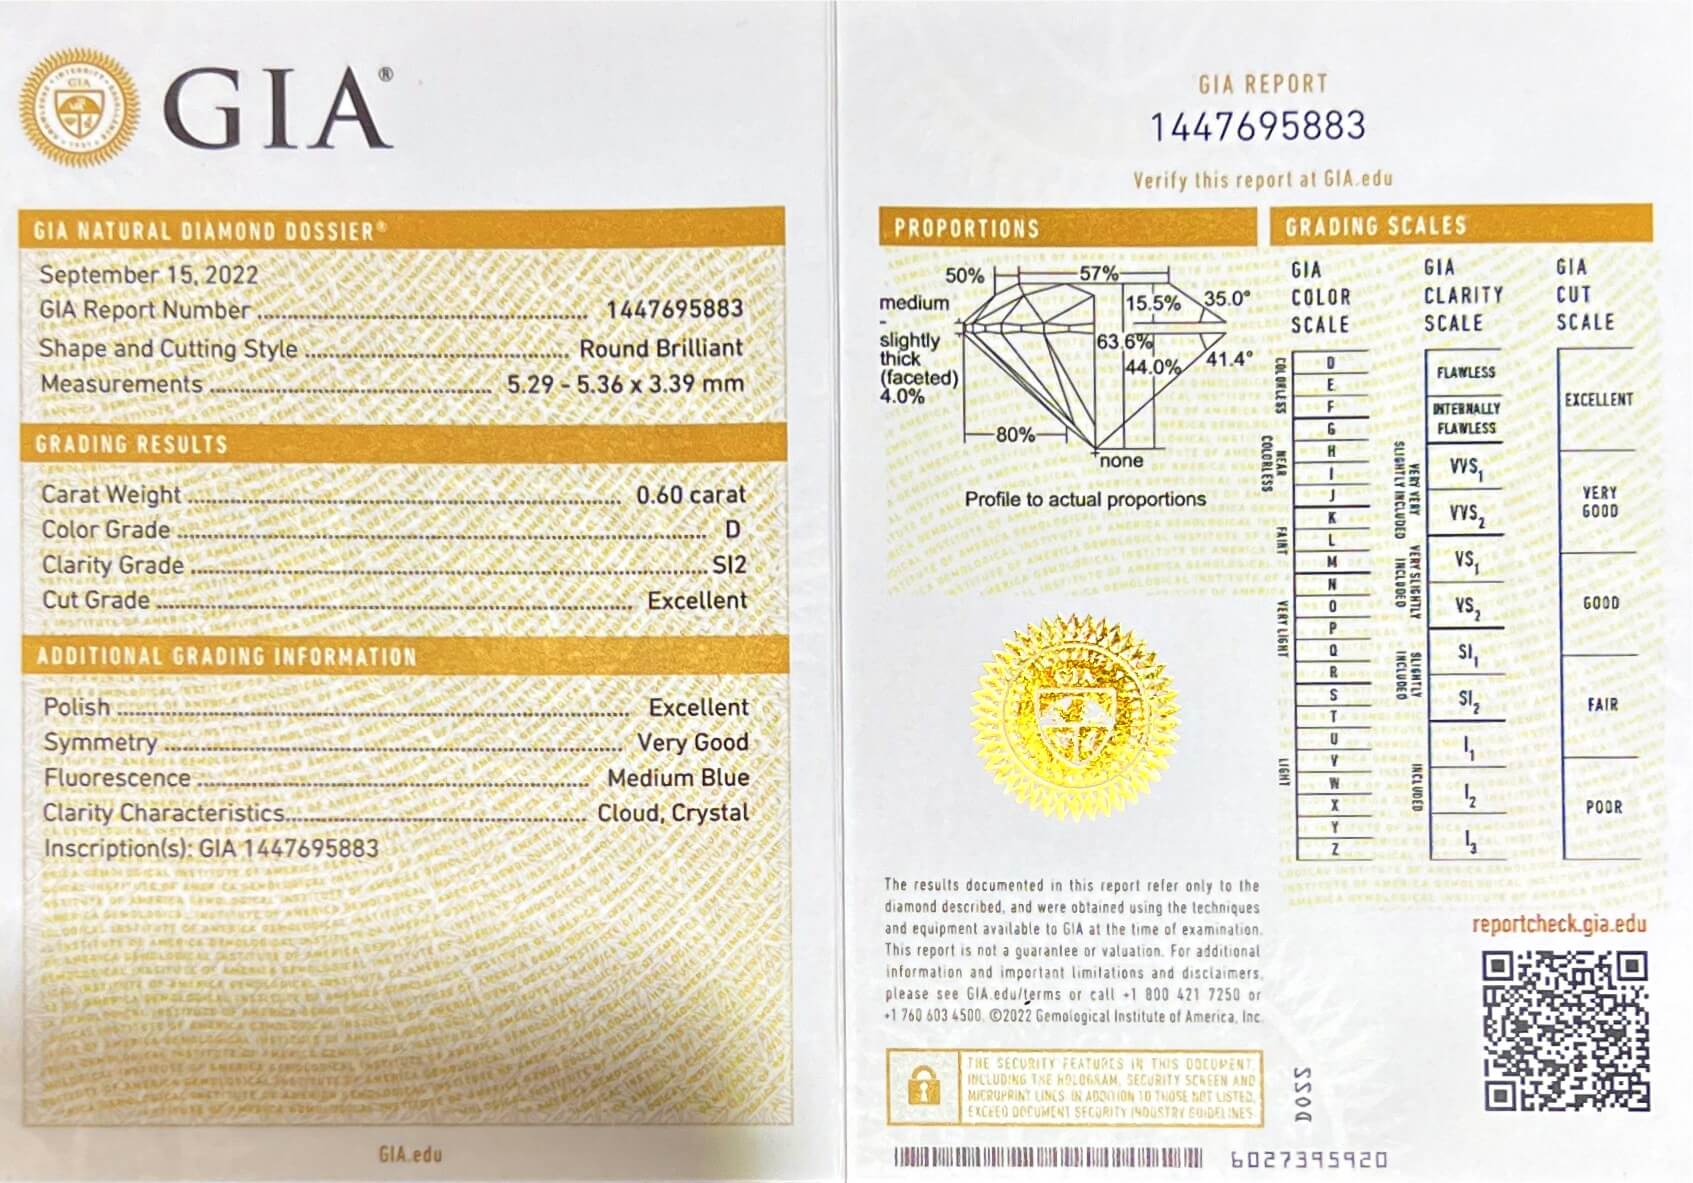 GIA®
GIA NATURAL DIAMOND DOSSIER®
September 15, 2022
GIA Report Number ........ 1447695883
Shape and Cutting Style ........ Round Brilliant
Measurements ........ 5.29 - 5.36 x 3.39 mm
GRADING RESULTS
Carat Weight ........ 0.60 carat
Color Grade ........ D
Clarity Grade ........ SI2
Cut Grade ........ Excellent
ADDITIONAL GRADING INFORMATION
Polish ........ Excellent
Symmetry ........ Very Good
Fluorescence ........ Medium Blue
Clarity Characteristics ........ Cloud, Crystal
Inscription(s): GIA 1447695883
GIA.edu
GIA REPORT
1447695883
Verify this report at GIA.edu
PROPORTIONS
50% 57%
medium
-
slightly
thick
(faceted)
4.0%
15.5% 35.0°
63.6%
44.0% 41.4°
80%
none
Profile to actual proportions
GRADING SCALES
GIA
COLOR
SCALE
COLORLESS
D
E
F
NEAR
COLORLESS
G
H
I
J
FAINT
K
L
M
VERY LIGHT
N
O
P
Q
R
LIGHT
S
T
U
V
W
X
Y
Z
GIA
CLARITY
SCALE
FLAWLESS
INTERNALLY
FLAWLESS
VERY VERY
SLIGHTLY INCLUDED
VVS1
VVS2
VERY SLIGHTLY
INCLUDED
VS1
VS2
SLIGHTLY
INCLUDED
SI1
SI2
INCLUDED
I1
I2
I3
GIA
CUT
SCALE
EXCELLENT
VERY
GOOD
GOOD
FAIR
POOR
GIA
The results documented in this report refer only to the
diamond described, and were obtained using the techniques
and equipment available to GIA at the time of examination.
This report is not a guarantee or valuation. For additional
information and important limitations and disclaimers,
please see GIA.edu/terms or call +1 800 421 7250 or
+1 760 603 4500. ©2022 Gemological Institute of America, Inc.
THE SECURITY FEATURES IN THIS DOCUMENT,
INCLUDING THE HOLOGRAM, SECURITY SCREEN AND
MICROPRINT LINES IN ADDITION TO THOSE NOT LISTED,
EXCEED DOCUMENT SECURITY INDUSTRY GUIDELINES.
DO22
reportcheck.gia.edu
6027395920